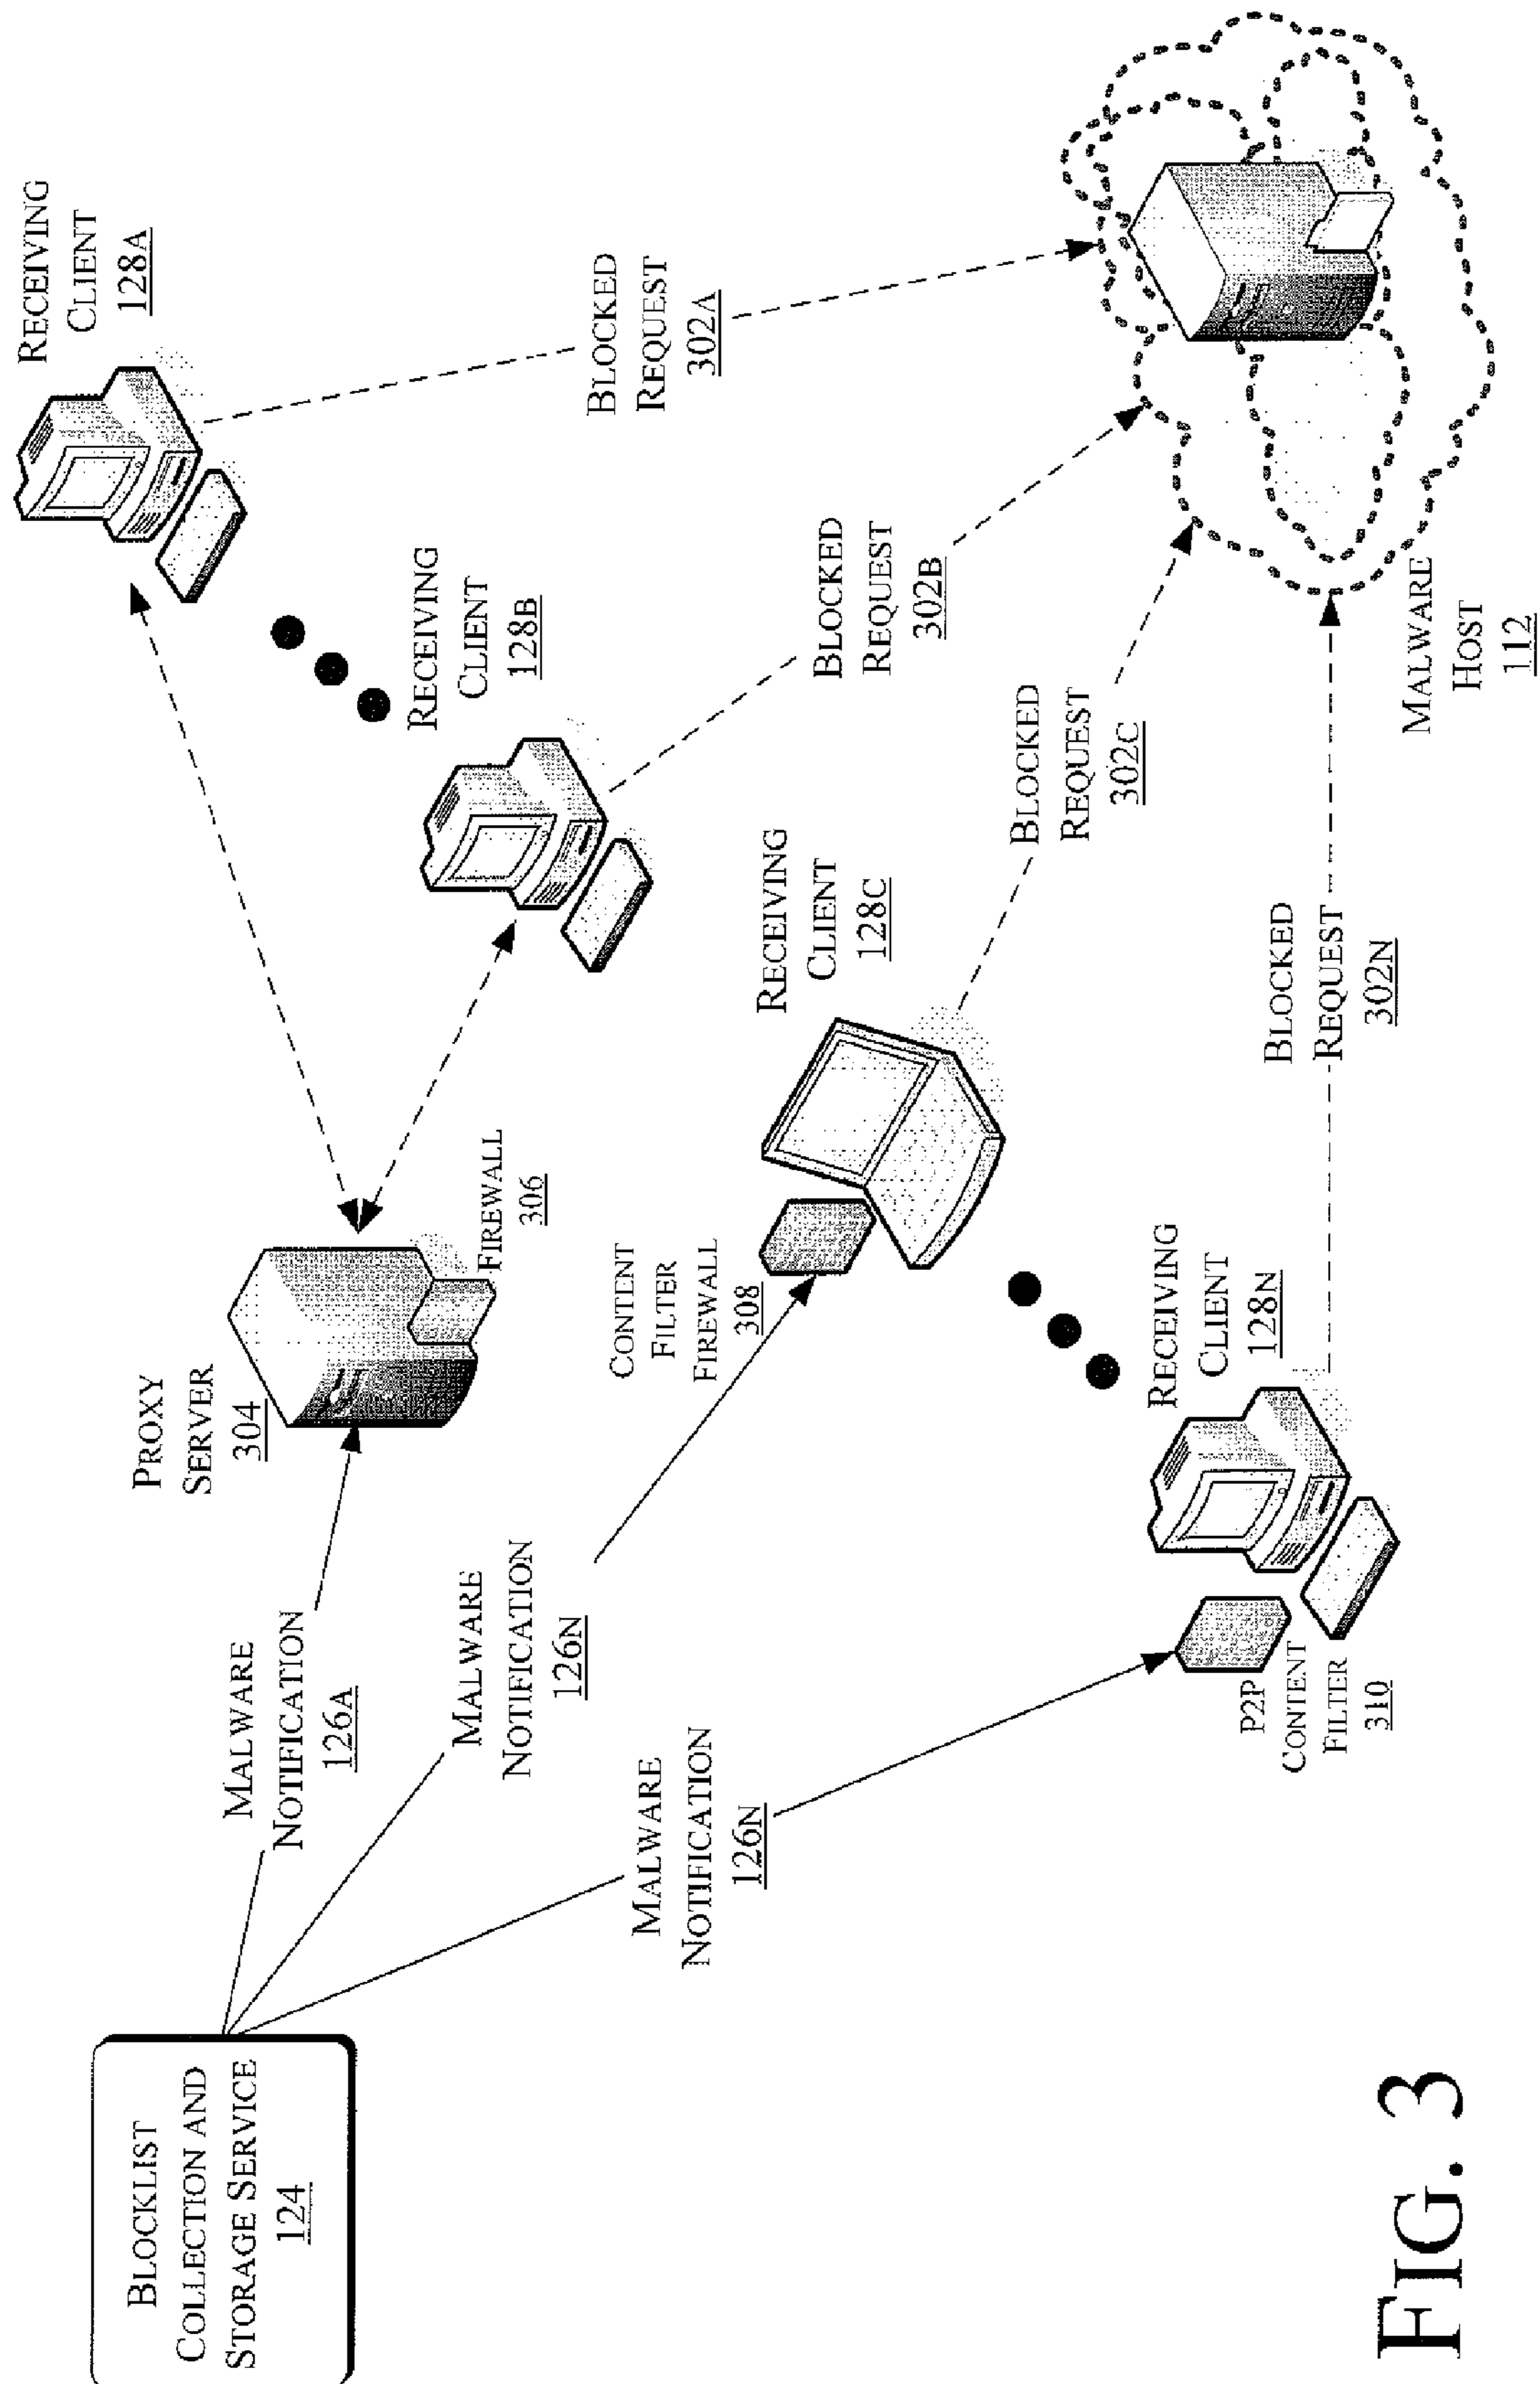 BLOCKLIST
COLLECTION AND
STORAGE SERVICE
124
MALWARE
NOTIFICATION
126A
MALWARE
NOTIFICATION
126N
MALWARE
NOTIFICATION
126N
PROXY
SERVER
304
FIREWALL
306
CONTENT
FILTER
FIREWALL
308
P2P
CONTENT
FILTER
310
RECEIVING
CLIENT
128A
RECEIVING
CLIENT
128B
RECEIVING
CLIENT
128C
RECEIVING
CLIENT
128N
BLOCKED
REQUEST
302A
BLOCKED
REQUEST
302B
BLOCKED
REQUEST
302C
BLOCKED
REQUEST
302N
MALWARE
HOST
112
FIG. 3